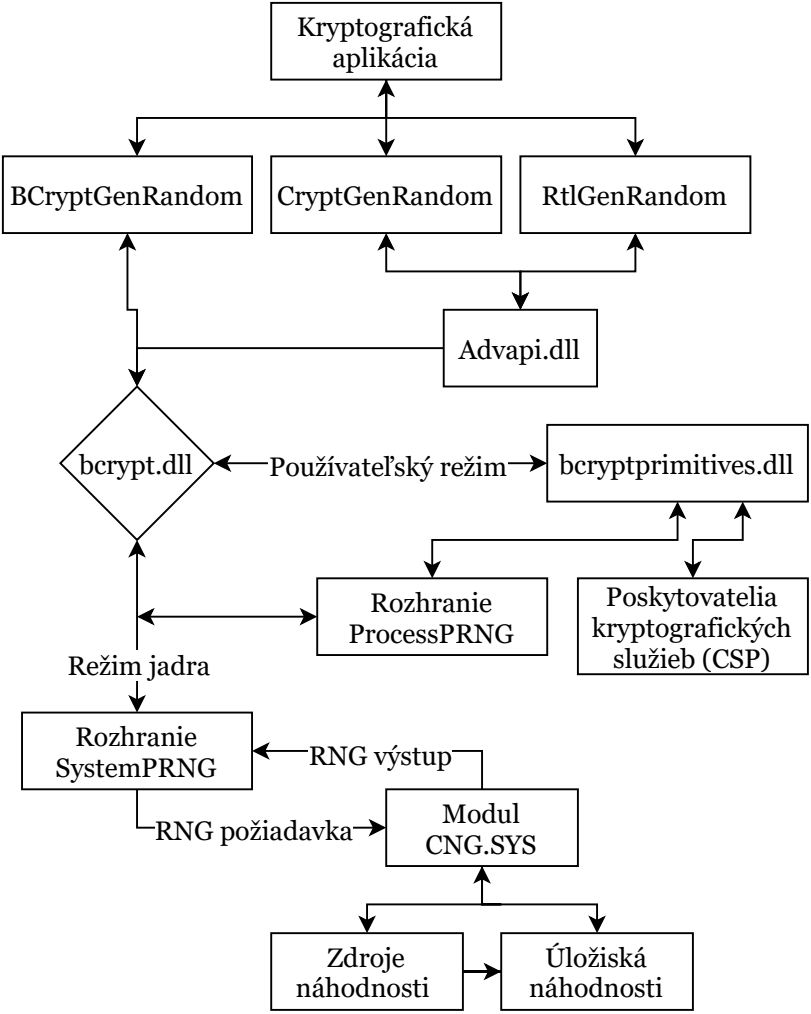 Kryptografická
aplikácia
BCryptGenRandom
CryptGenRandom
RtlGenRandom
Advapi.dll
bcrypt.dll
Používateľský režim
bcryptprimitives.dll
Rozhranie
ProcessPRNG
Poskytovatelia
kryptografických
služieb (CSP)
Režim jadra
Rozhranie
SystemPRNG
RNG výstup
RNG požiadavka
Modul
CNG.SYS
Zdroje
náhodnosti
Úložiská
náhodnosti